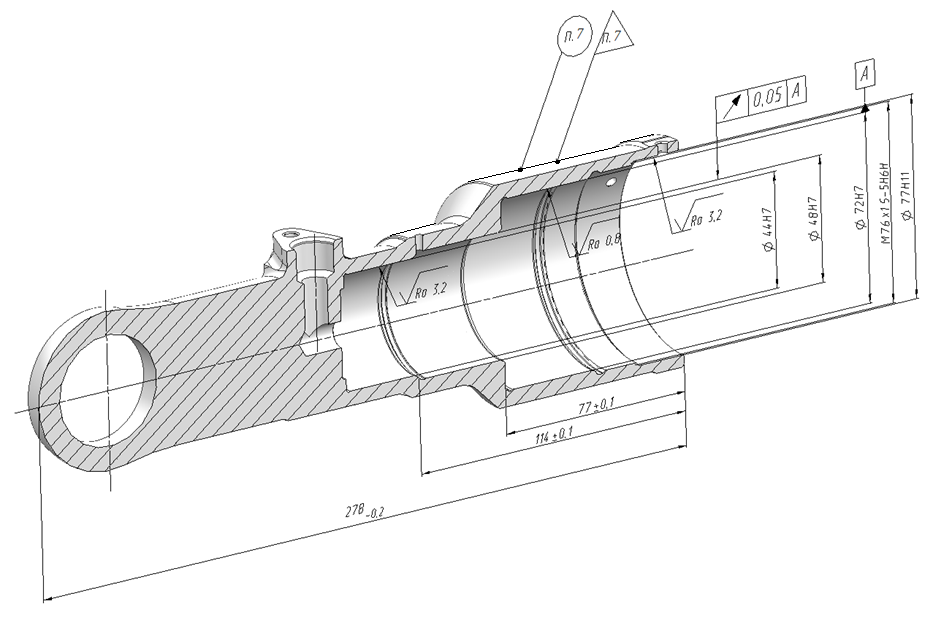 п.7
п.7
0,05 A
A
Ra 3,2
Ra 0,8
Ra 3,2
⌀ 44H7
⌀ 48H7
⌀ 72H7
M76x1.5-5H6H
⌀ 77H11
77±0,1
114±0,1
278-0,2